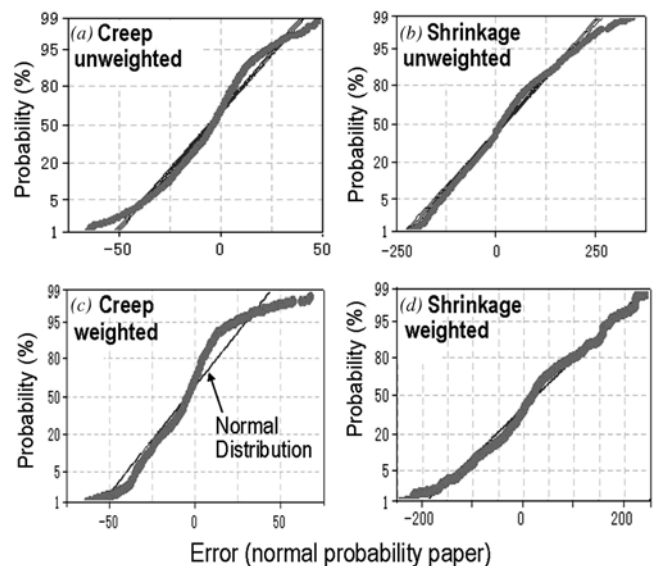 99
95
80
50
20
5
1
Probability (%)
(a) Creep
unweighted
−50
0
50
99
95
80
50
20
5
1
Probability (%)
(b) Shrinkage
unweighted
-250
0
250
99
95
80
50
20
5
1
Probability (%)
(c) Creep
weighted
Normal
Distribution
−50
0
50
99
95
80
50
20
5
1
Probability (%)
(d) Shrinkage
weighted
−200
0
200
Error (normal probability paper)